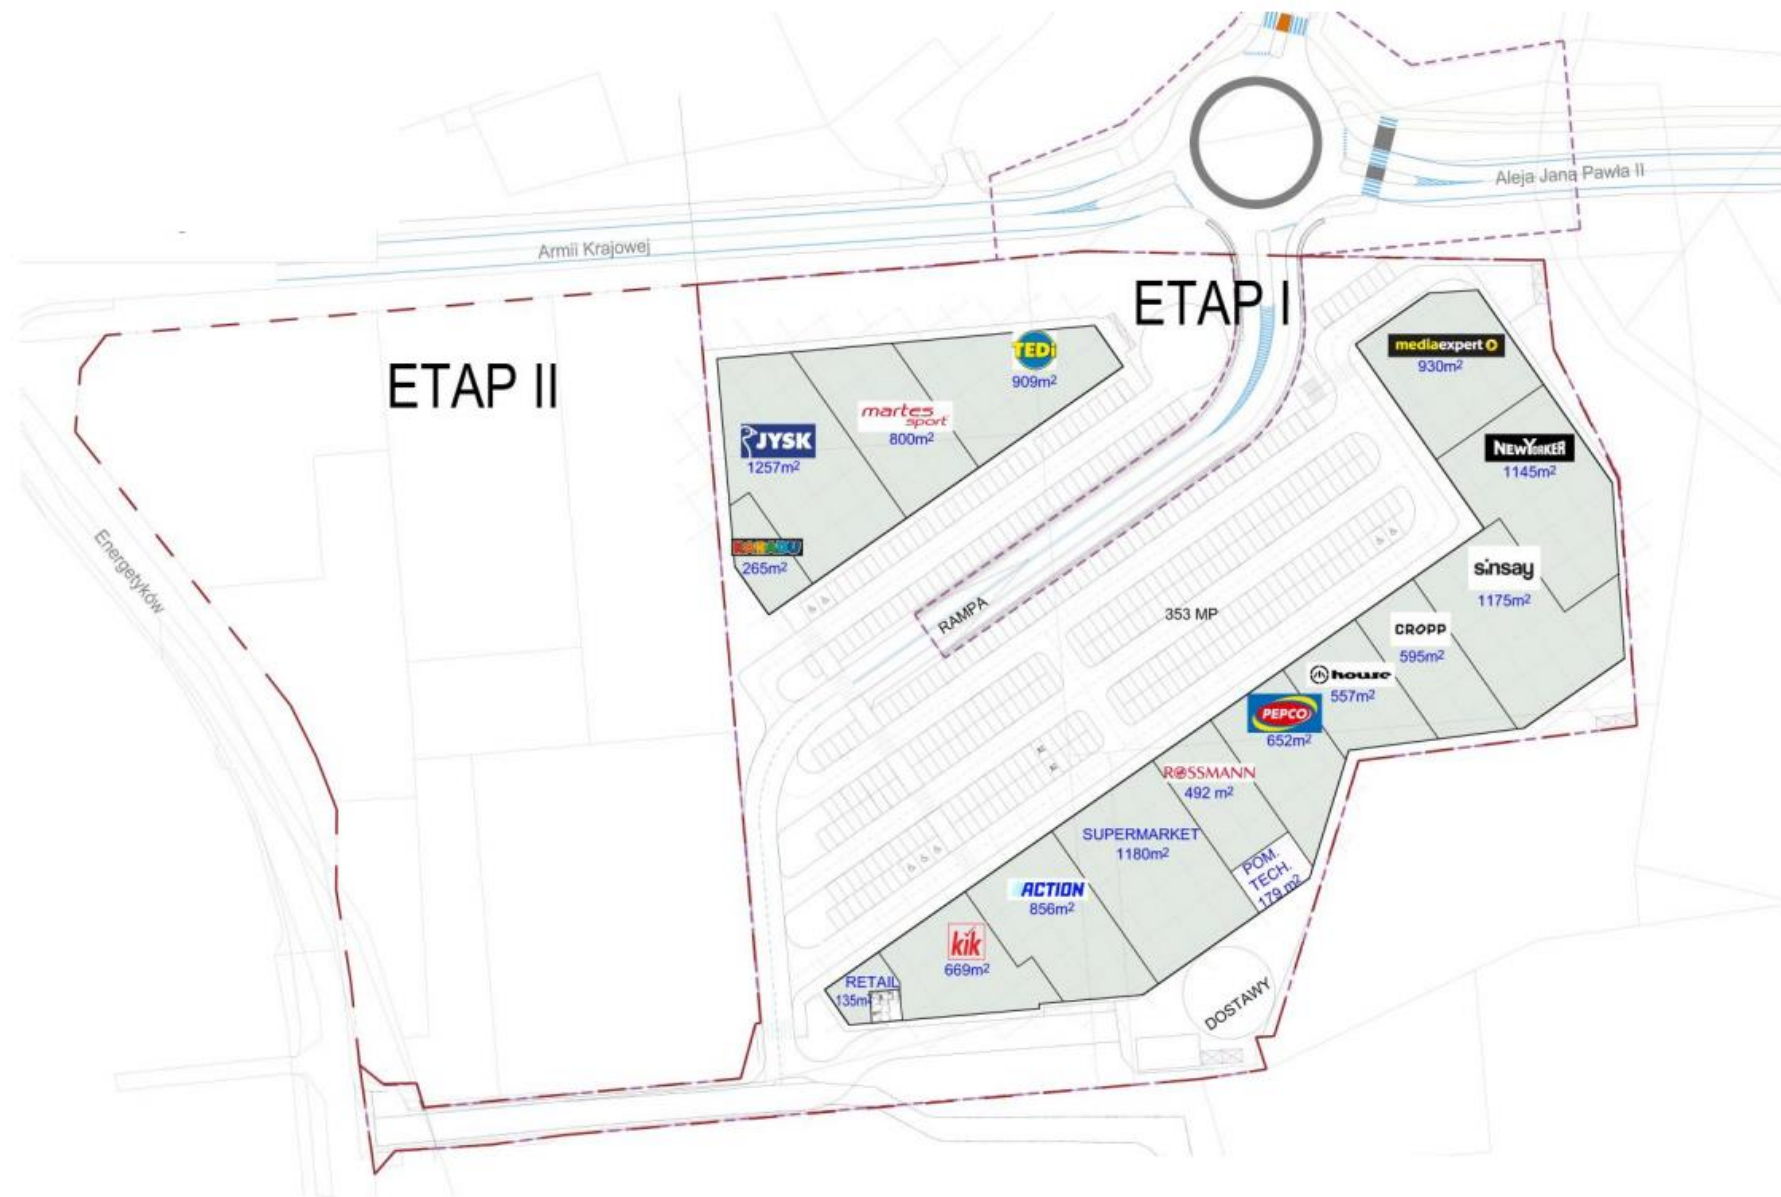 Aleja Jana Pawła II
Armii Krajowej
ETAP I
ETAP II
TEDi
909m²
mediaexpert
930m²
martes
sport
800m²
JYSK
1257m²
NEWYORKER
1145m²
KAKADU
265m²
sinsay
1175m²
Energetyków
RAMPA
353 MP
CROPP
595m²
house
557m²
PEPCO
652m²
ROSSMANN
492 m²
SUPERMARKET
1180m²
POM.
TECH.
179 m²
ACTION
856m²
kik
669m²
RETAIL
135m²
DOSTAWY